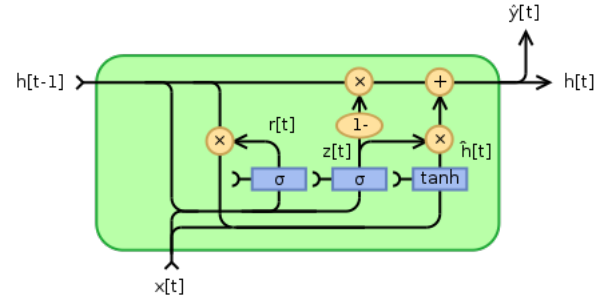 ŷ[t]
h[t-1]
×
+
h[t]
1-
r[t]
×
z[t]
×
ĥ[t]
σ
σ
tanh
x[t]